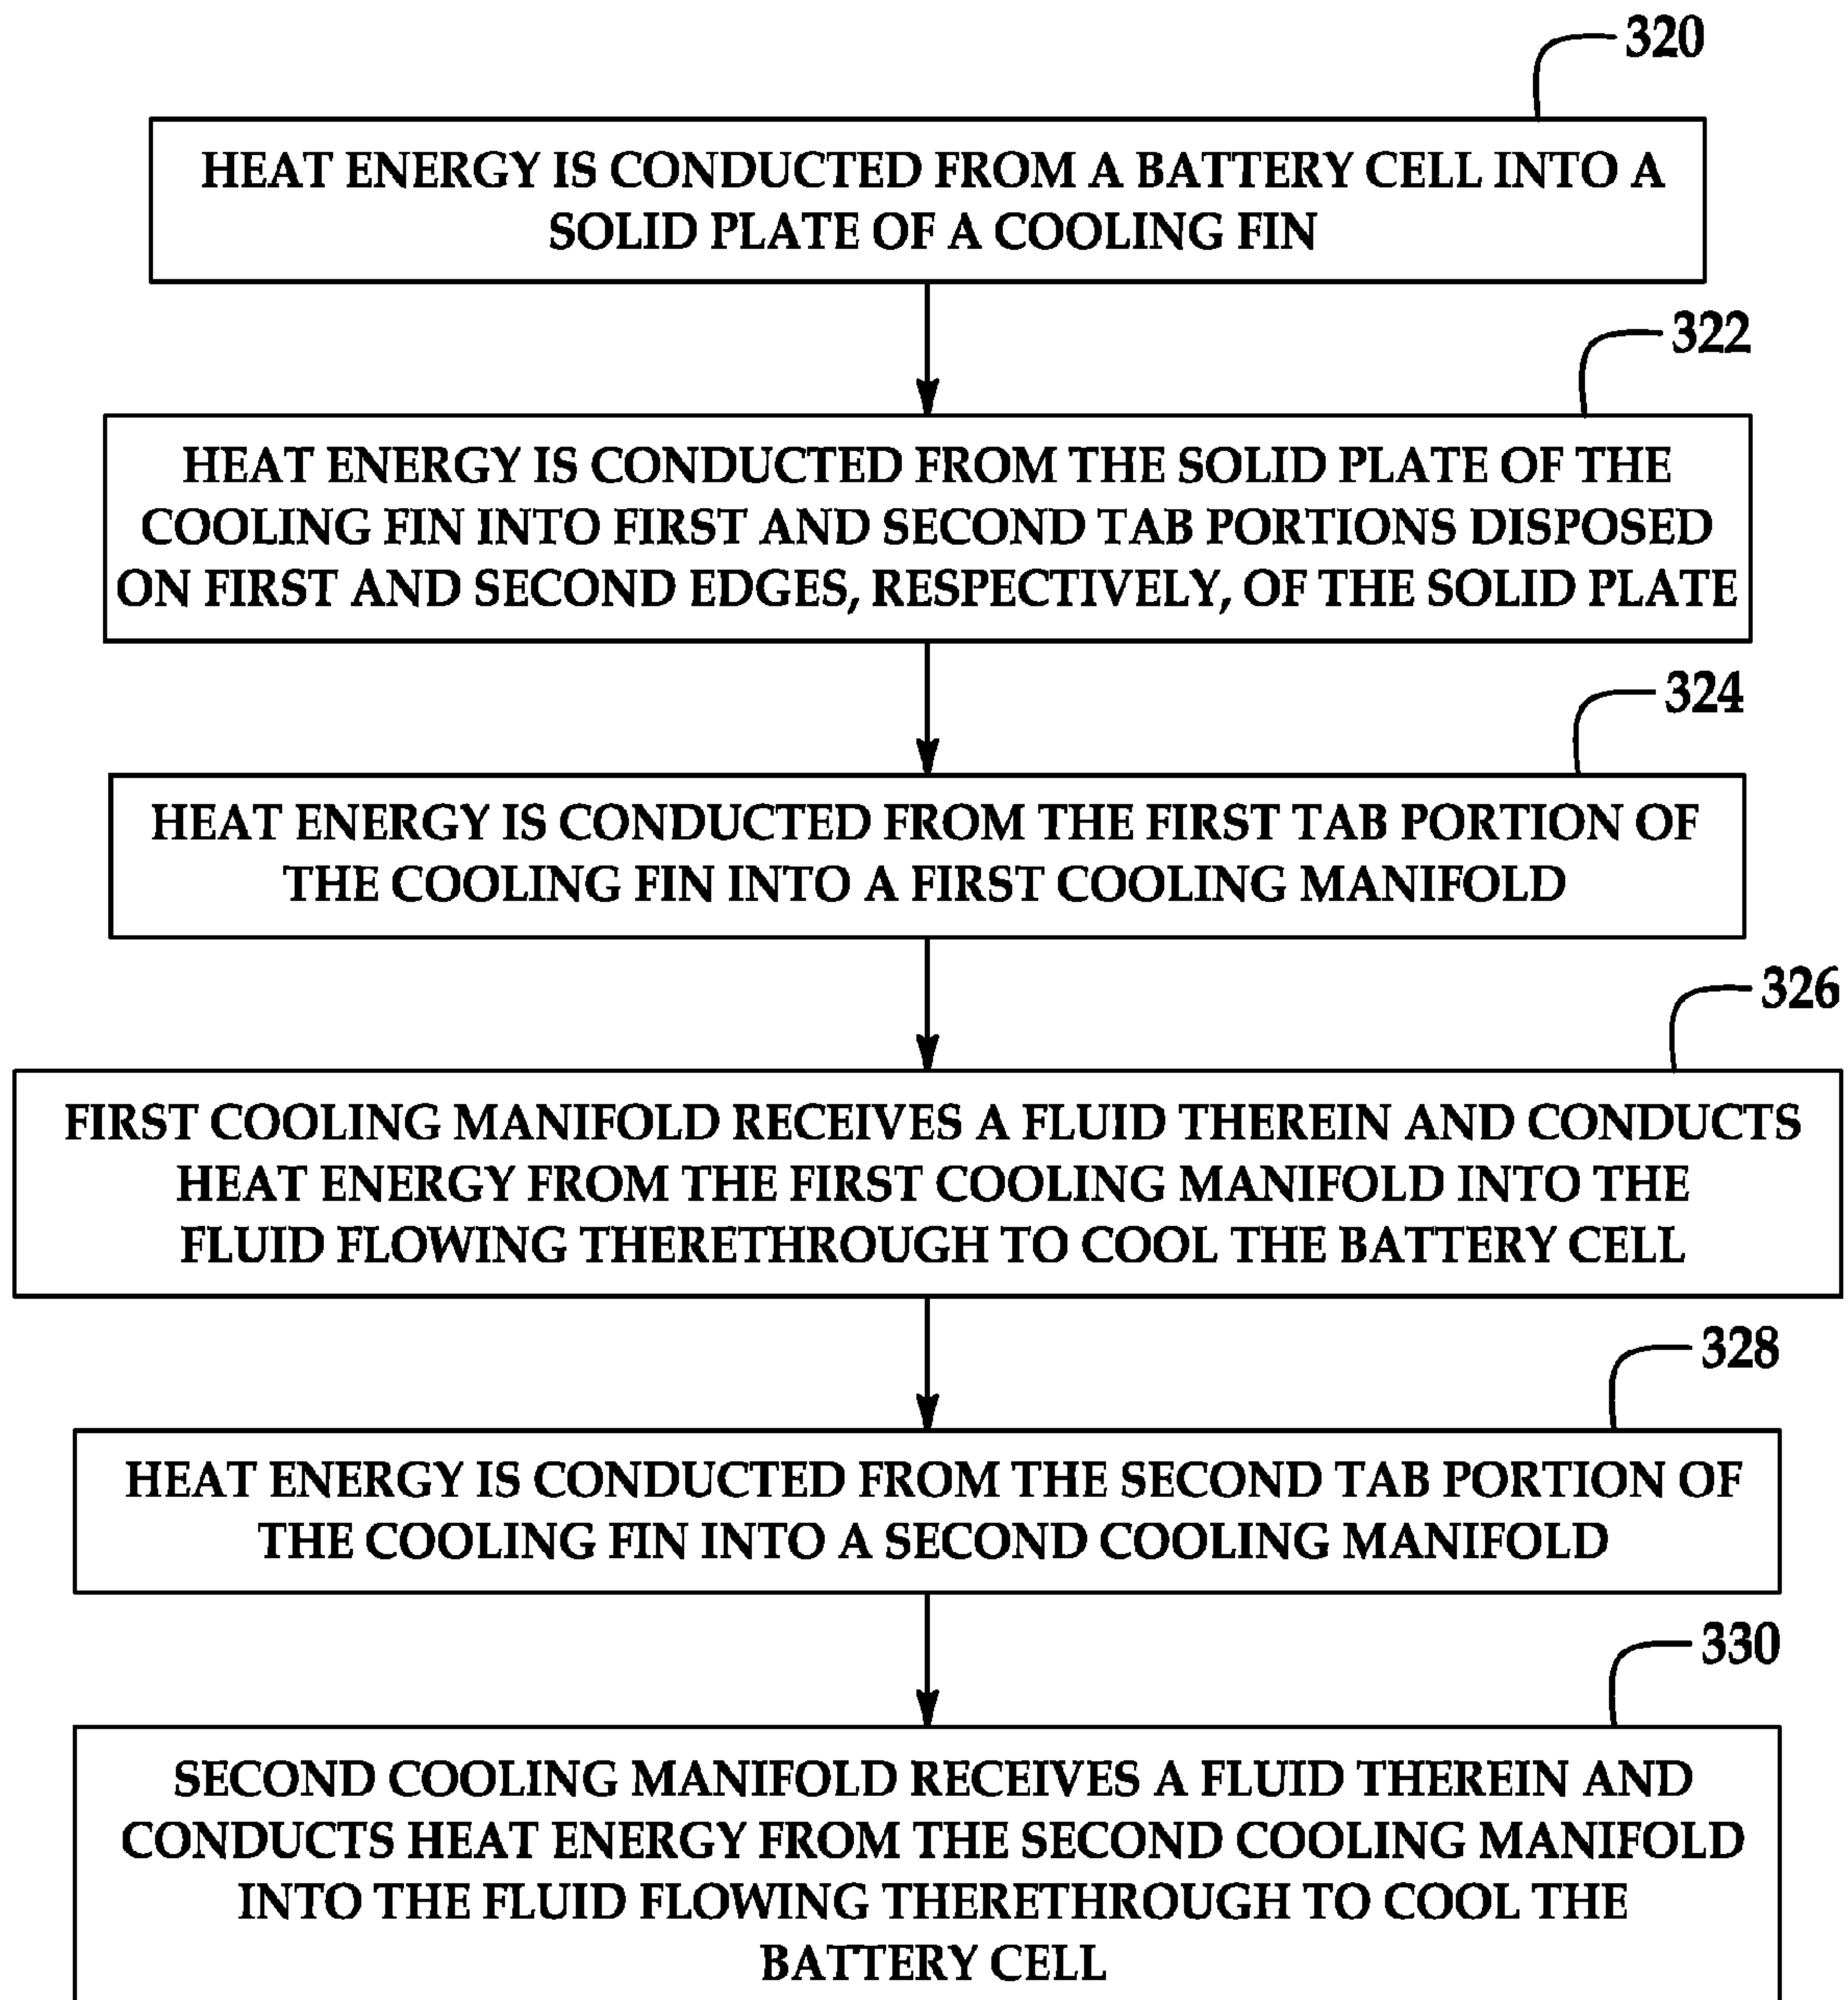 320
HEAT ENERGY IS CONDUCTED FROM A BATTERY CELL INTO A
SOLID PLATE OF A COOLING FIN
322
HEAT ENERGY IS CONDUCTED FROM THE SOLID PLATE OF THE
COOLING FIN INTO FIRST AND SECOND TAB PORTIONS DISPOSED
ON FIRST AND SECOND EDGES, RESPECTIVELY, OF THE SOLID PLATE
324
HEAT ENERGY IS CONDUCTED FROM THE FIRST TAB PORTION OF
THE COOLING FIN INTO A FIRST COOLING MANIFOLD
326
FIRST COOLING MANIFOLD RECEIVES A FLUID THEREIN AND CONDUCTS
HEAT ENERGY FROM THE FIRST COOLING MANIFOLD INTO THE
FLUID FLOWING THERETHROUGH TO COOL THE BATTERY CELL
328
HEAT ENERGY IS CONDUCTED FROM THE SECOND TAB PORTION OF
THE COOLING FIN INTO A SECOND COOLING MANIFOLD
330
SECOND COOLING MANIFOLD RECEIVES A FLUID THEREIN AND
CONDUCTS HEAT ENERGY FROM THE SECOND COOLING MANIFOLD
INTO THE FLUID FLOWING THERETHROUGH TO COOL THE
BATTERY CELL